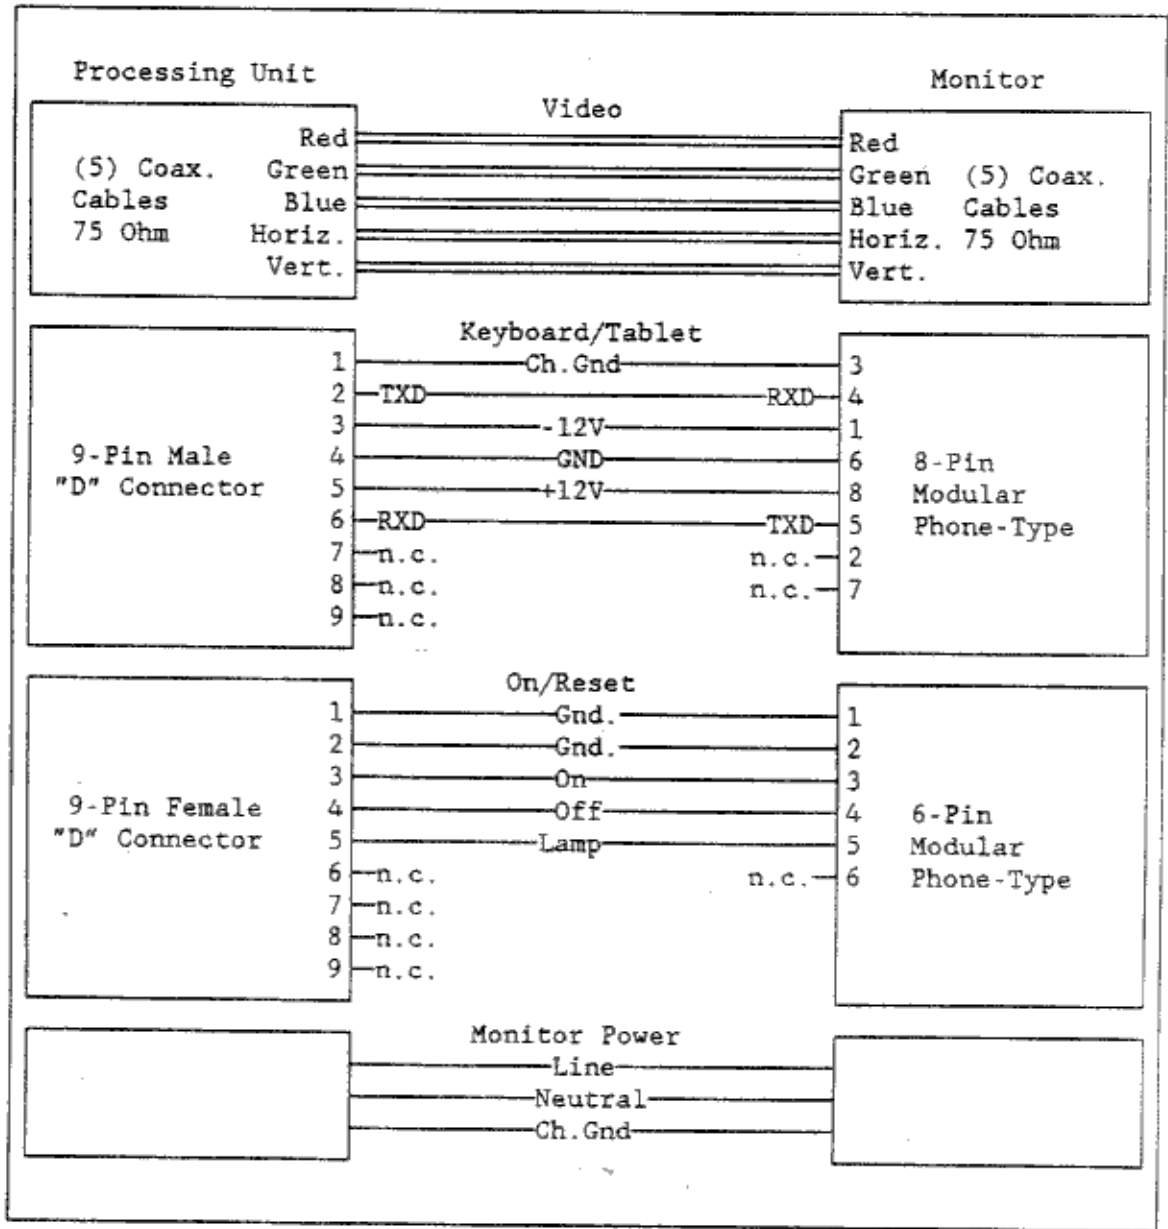 Processing Unit Monitor
Video
Red Red
(5) Coax. Green Green (5) Coax.
Cables Blue Blue Cables
75 Ohm Horiz. Horiz. 75 Ohm
Vert. Vert.
Keyboard/Tablet
1 Ch.Gnd 3
2 TXD RXD 4
3 -12V 1
9-Pin Male 4 GND 6 8-Pin
"D" Connector 5 +12V 8 Modular
6 RXD TXD 5 Phone-Type
7 n.c. n.c. 2
8 n.c. n.c. 7
9 n.c.
On/Reset
1 Gnd. 1
2 Gnd. 2
3 On 3
9-Pin Female 4 Off 4 6-Pin
"D" Connector 5 Lamp 5 Modular
6 n.c. n.c. 6 Phone-Type
7 n.c.
8 n.c.
9 n.c.
Monitor Power
Line
Neutral
Ch.Gnd